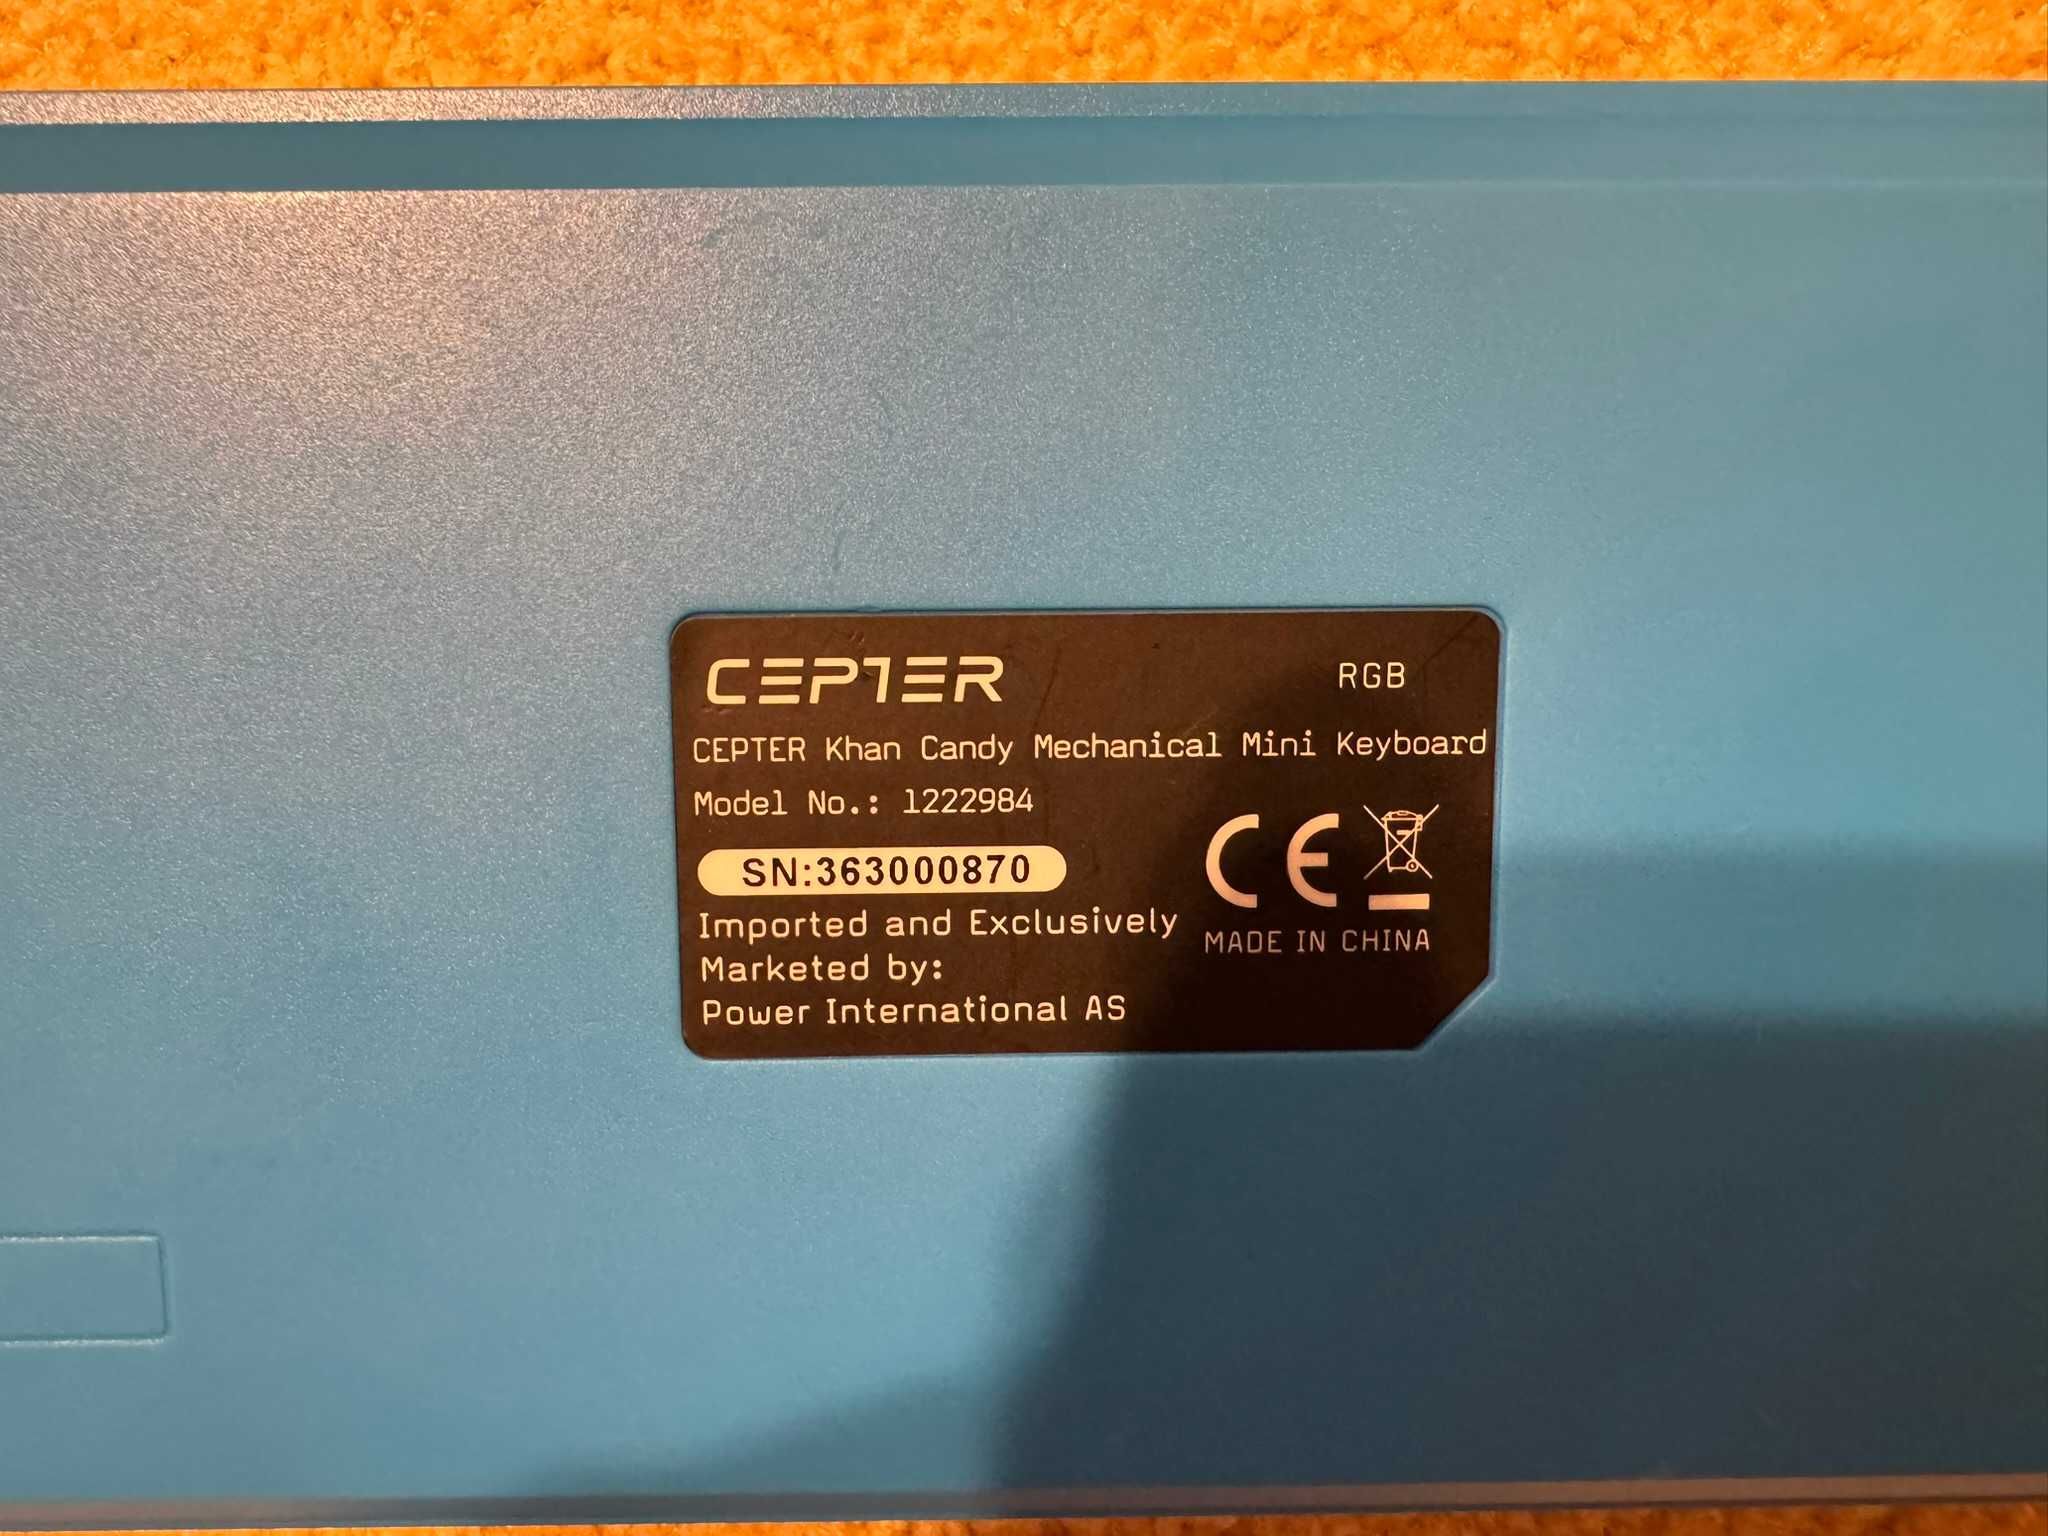 CEPTER
RGB
CEPTER Khan Candy Mechanical Mini Keyboard
Model No.: 1222984
SN:363000870
Imported and Exclusively
Marketed by:
Power International AS
CE
MADE IN CHINA